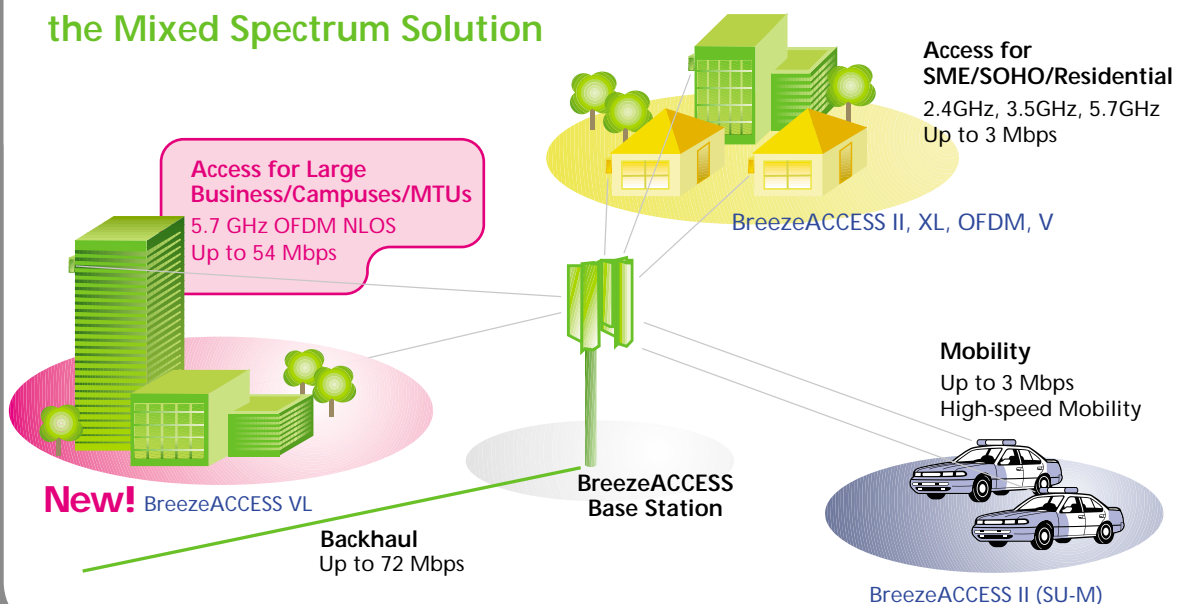 the Mixed Spectrum Solution
Access for
SME/SOHO/Residential
2.4GHz, 3.5GHz, 5.7GHz
Up to 3 Mbps
BreezeACCESS II, XL, OFDM, V
Access for Large
Business/Campuses/MTUs
5.7 GHz OFDM NLOS
Up to 54 Mbps
New! BreezeACCESS VL
BreezeACCESS
Base Station
Backhaul
Up to 72 Mbps
Mobility
Up to 3 Mbps
High-speed Mobility
BreezeACCESS II (SU-M)